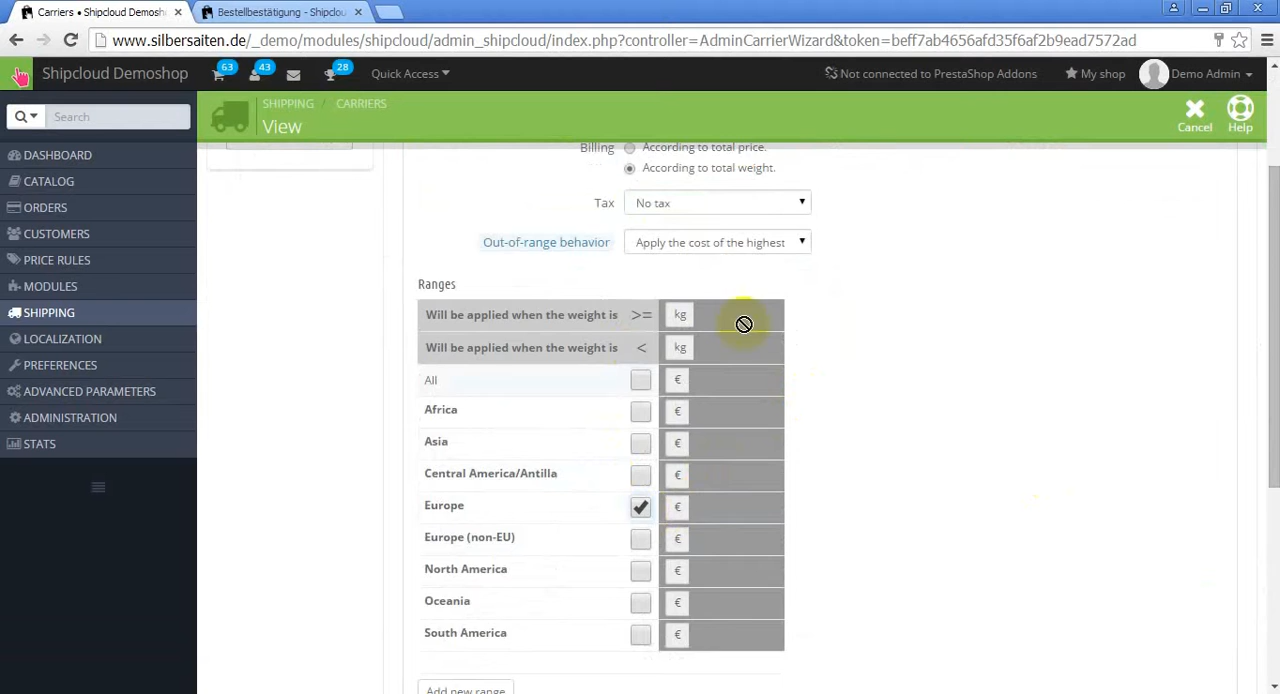 Carriers • Shipcloud Demosh
Bestellbestätigung - Shipclou
www.silbersaiten.de/_demo/modules/shipcloud/admin_shipcloud/index.php?controller=AdminCarrierWizard&token=beff7ab4656afd35f6af2b9ead7572ad
Shipcloud Demoshop
63
43
28
Quick Access
Not connected to PrestaShop Addons
My shop
Demo Admin
Search
SHIPPING / CARRIERS
View
Cancel
Help
DASHBOARD
CATALOG
ORDERS
CUSTOMERS
PRICE RULES
MODULES
SHIPPING
LOCALIZATION
PREFERENCES
ADVANCED PARAMETERS
ADMINISTRATION
STATS
Billing
According to total price.
According to total weight.
Tax
No tax
Out-of-range behavior
Apply the cost of the highest
Ranges
Will be applied when the weight is >= kg
Will be applied when the weight is < kg
All €
Africa €
Asia €
Central America/Antilla €
Europe €
Europe (non-EU) €
North America €
Oceania €
South America €
Add new range